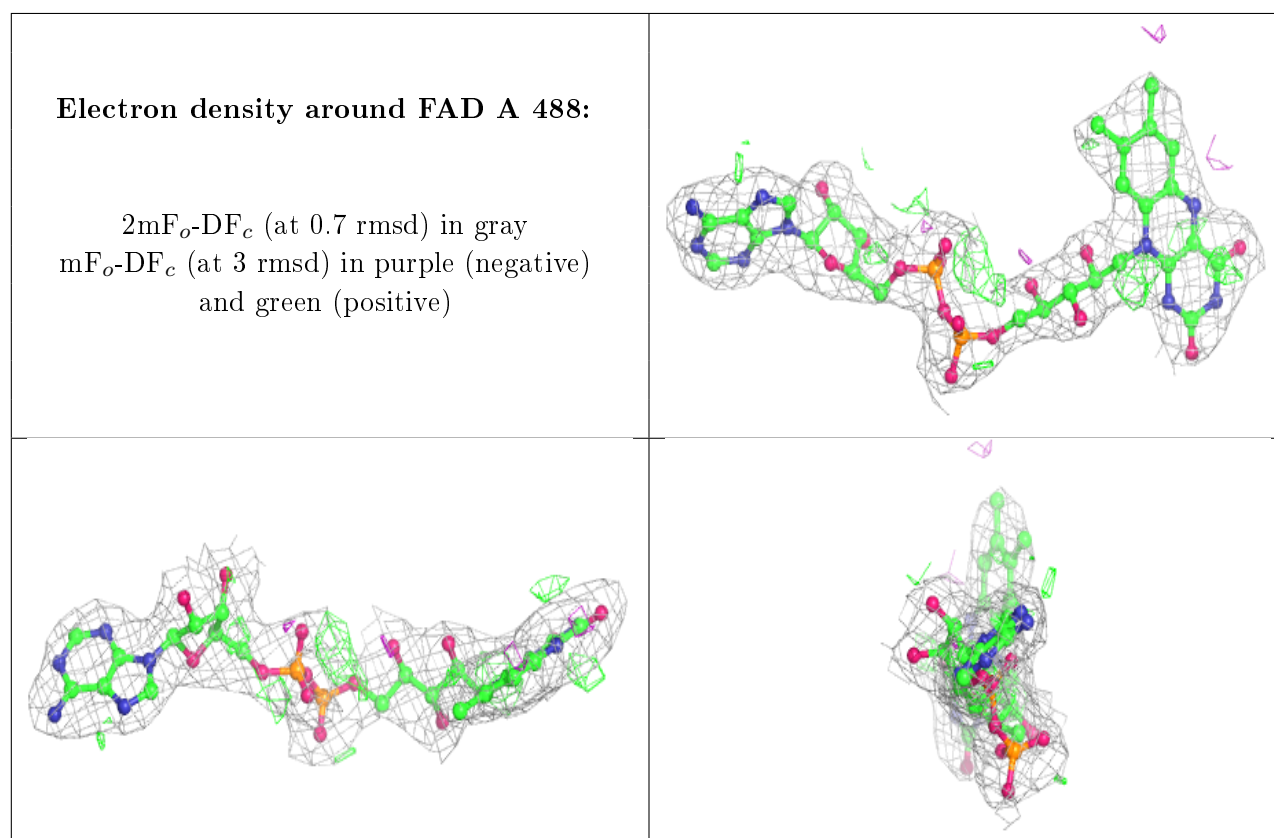 Electron density around FAD A 488:
2mFₒ-DF𝒸 (at 0.7 rmsd) in gray
mFₒ-DF𝒸 (at 3 rmsd) in purple (negative)
and green (positive)